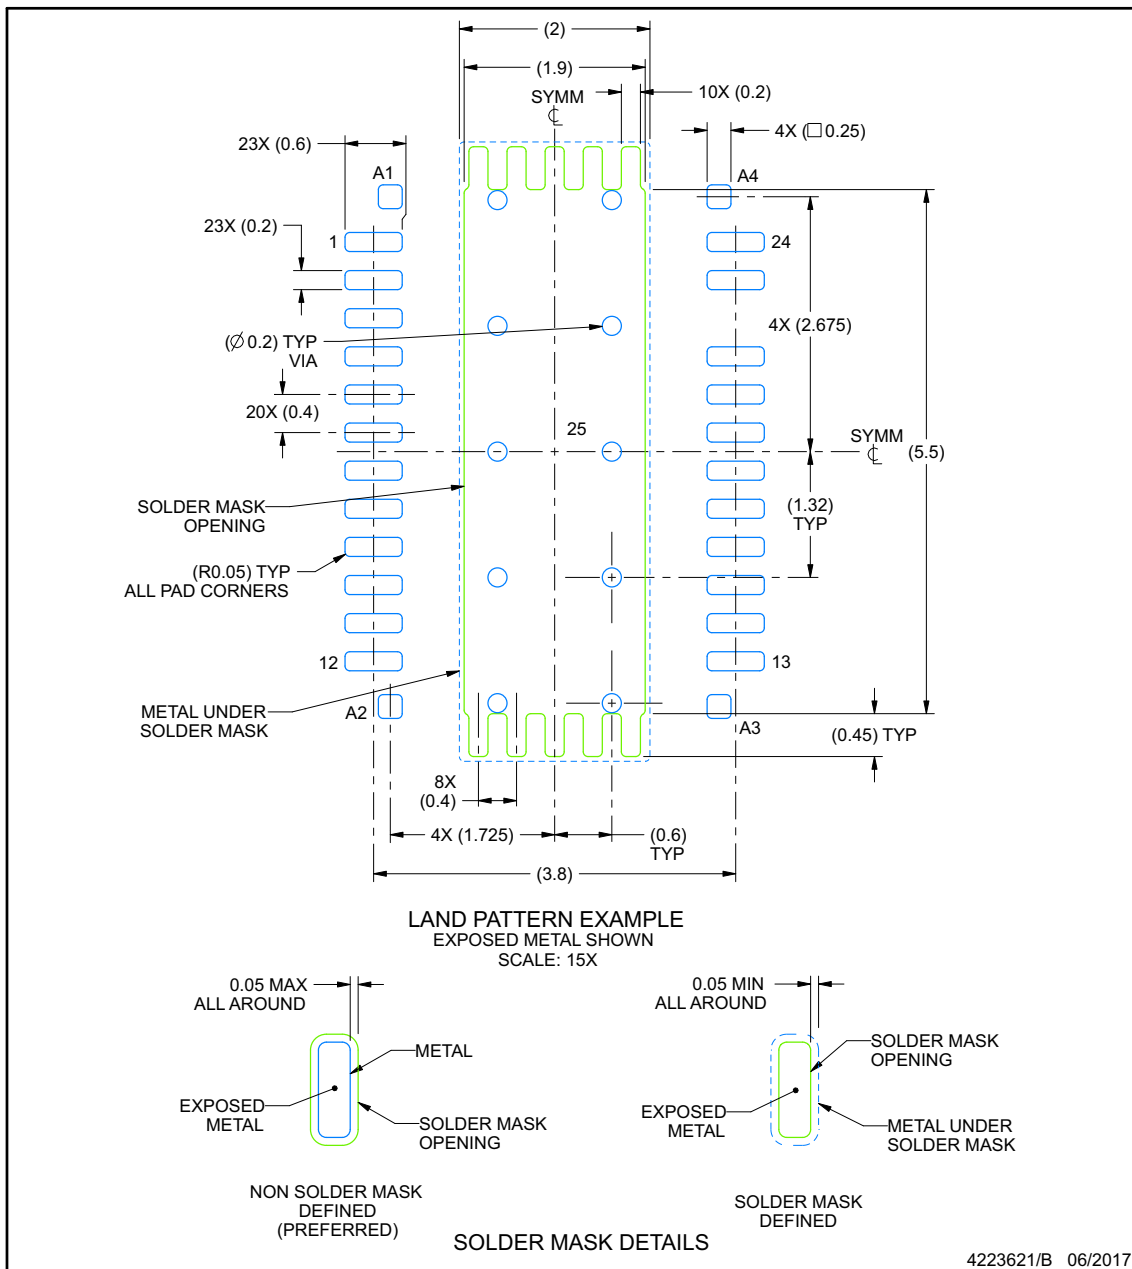 (2)
(1.9)
SYMM
℄
10X (0.2)
4X (□ 0.25)
23X (0.6)
A1
A4
23X (0.2)
1
24
4X (2.675)
(Ø 0.2) TYP
VIA
20X (0.4)
25
SYMM
℄
(5.5)
SOLDER MASK
OPENING
(1.32)
TYP
(R0.05) TYP
ALL PAD CORNERS
12
13
A2
A3
METAL UNDER
SOLDER MASK
(0.45) TYP
8X
(0.4)
4X (1.725)
(0.6)
TYP
(3.8)
LAND PATTERN EXAMPLE
EXPOSED METAL SHOWN
SCALE: 15X
0.05 MAX
ALL AROUND
METAL
EXPOSED
METAL
SOLDER MASK
OPENING
NON SOLDER MASK
DEFINED
(PREFERRED)
0.05 MIN
ALL AROUND
SOLDER MASK
OPENING
EXPOSED
METAL
METAL UNDER
SOLDER MASK
SOLDER MASK
DEFINED
SOLDER MASK DETAILS
4223621/B 06/2017